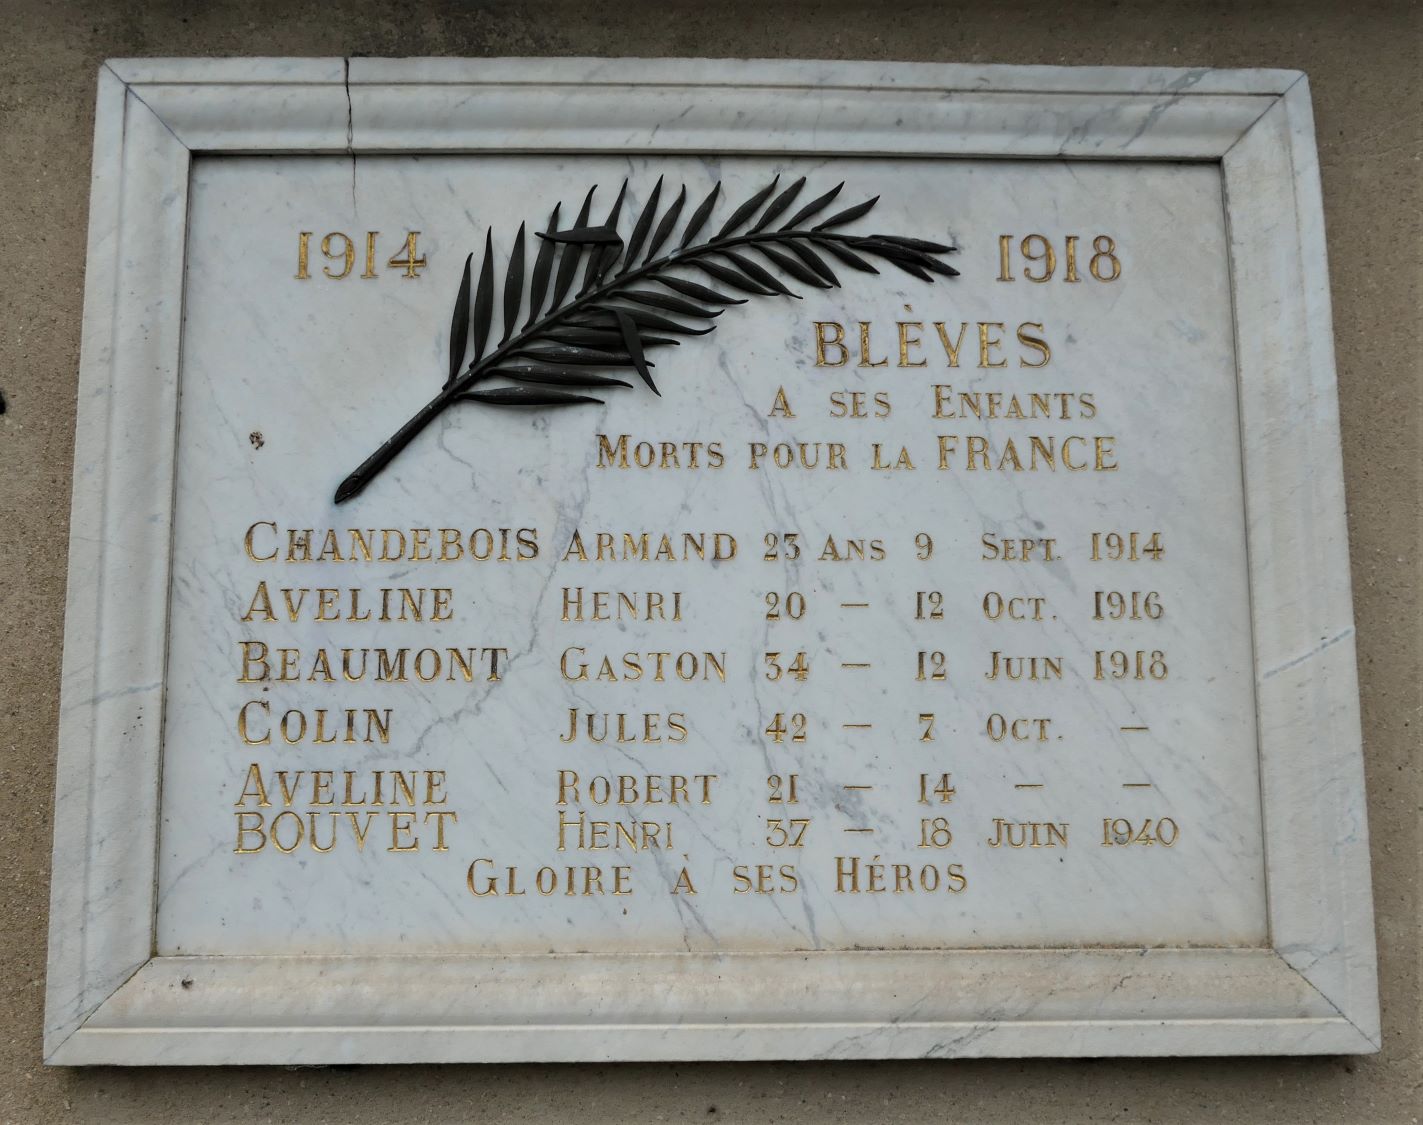 1914 1918
BLÈVES
A SES ENFANTS
MORTS POUR LA FRANCE
CHANDEBOIS ARMAND 23 ANS 9 SEPT. 1914
AVELINE HENRI 20 — 12 OCT. 1916
BEAUMONT GASTON 34 — 12 JUIN 1918
COLIN JULES 42 — 7 OCT. —
AVELINE ROBERT 21 — 14 — —
BOUVET HENRI 37 — 18 JUIN 1940
GLOIRE À SES HÉROS